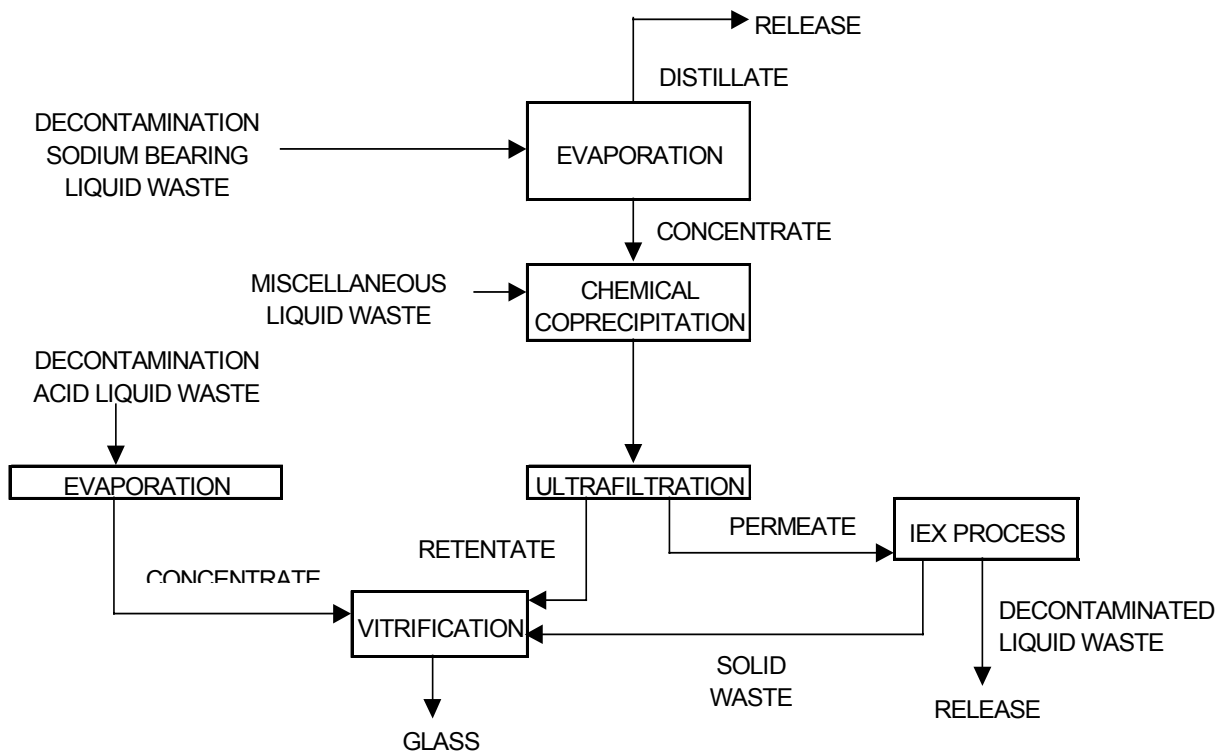 RELEASE
DISTILLATE
DECONTAMINATION
SODIUM BEARING
LIQUID WASTE
EVAPORATION
CONCENTRATE
MISCELLANEOUS
LIQUID WASTE
CHEMICAL
COPRECIPITATION
DECONTAMINATION
ACID LIQUID WASTE
EVAPORATION
ULTRAFILTRATION
PERMEATE
IEX PROCESS
RETENTATE
CONCENTRATE
VITRIFICATION
DECONTAMINATED
LIQUID WASTE
SOLID
WASTE
RELEASE
GLASS